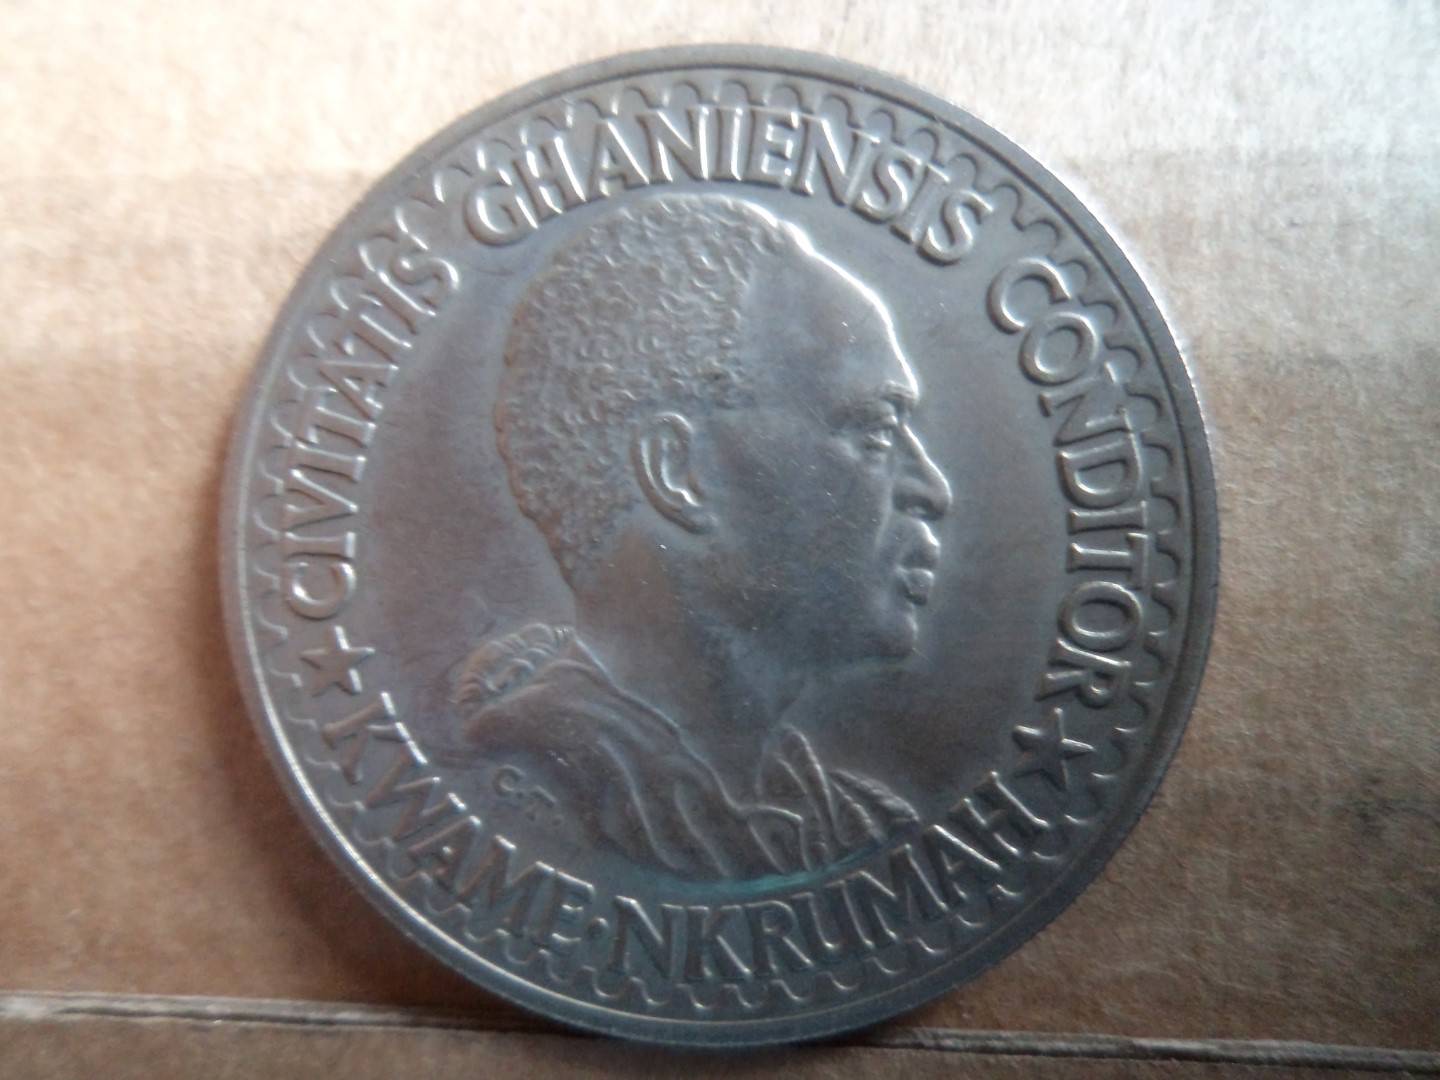 CIVITATIS GHANIENSIS CONDITOR
C.T.
KWAME·NKRUMAH